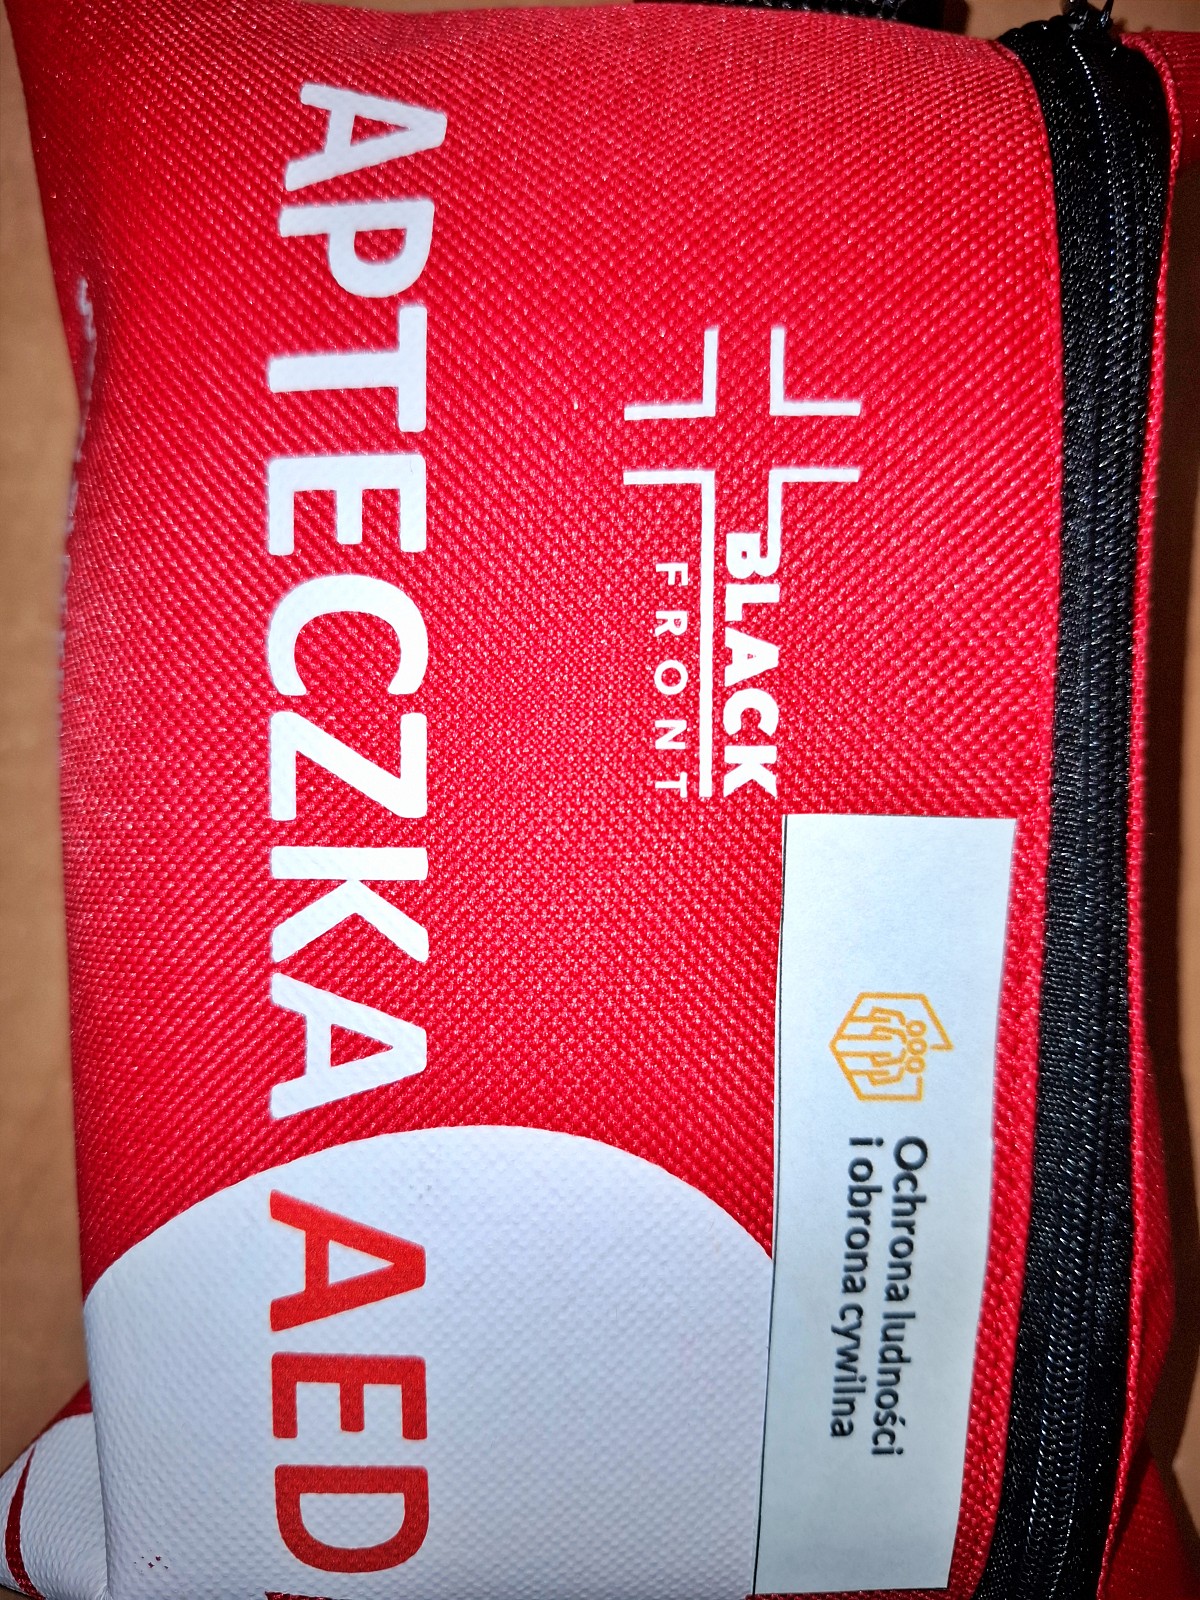 BLACK
FRONT
Ochrona ludności
i obrona cywilna
APTECZKA AED